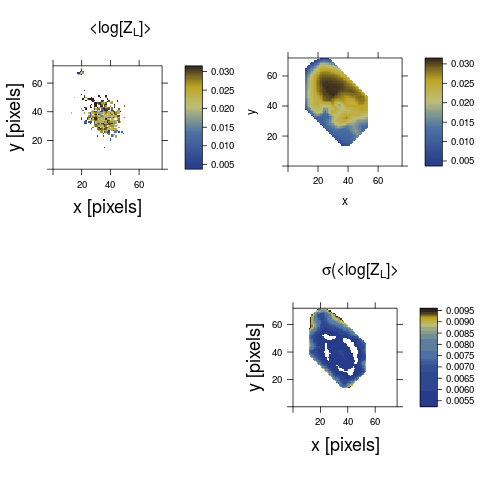 <log[Z_L]>
60
40
20
20 40 60
x [pixels]
y [pixels]
0.030
0.025
0.020
0.015
0.010
0.005
60
40
20
20 40 60
x
y
0.030
0.025
0.020
0.015
0.010
0.005
σ(<log[Z_L]>
60
40
20
20 40 60
x [pixels]
y [pixels]
0.0095
0.0090
0.0085
0.0080
0.0075
0.0070
0.0065
0.0060
0.0055